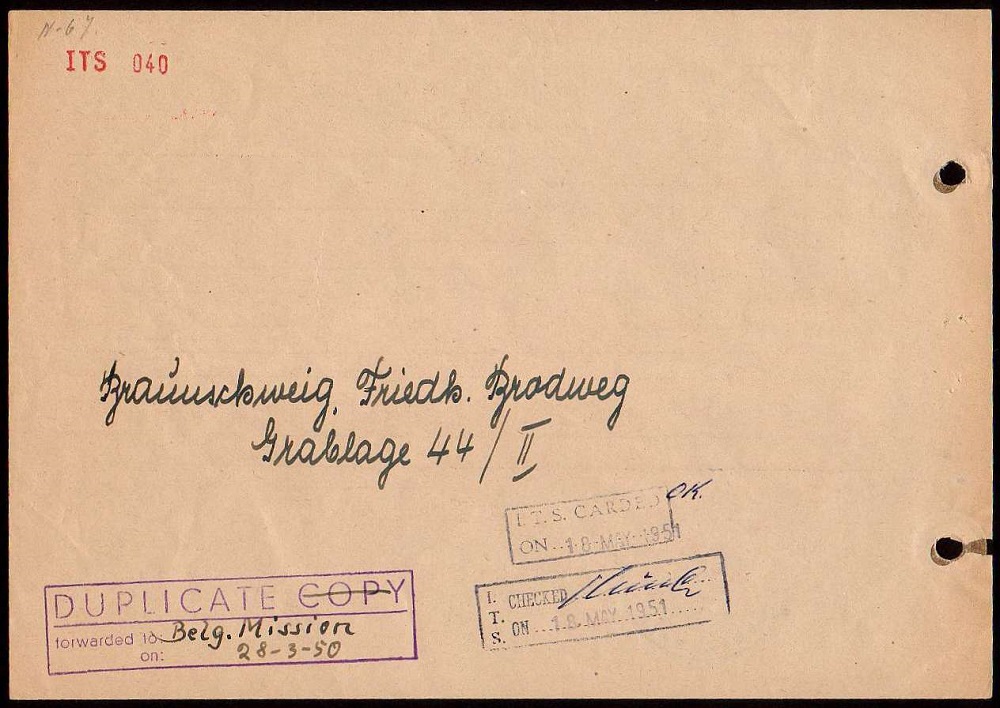 N-67
ITS 040
Braunschweig, Friedh. Brodweg
Grablage 44/II
I.T.S. CARDED OK.
ON 18 MAY 1951
I. T. S. CHECKED
ON 18 MAY 1951
DUPLICATE COPY
forwarded to Belg. Mission
on: 28-3-50